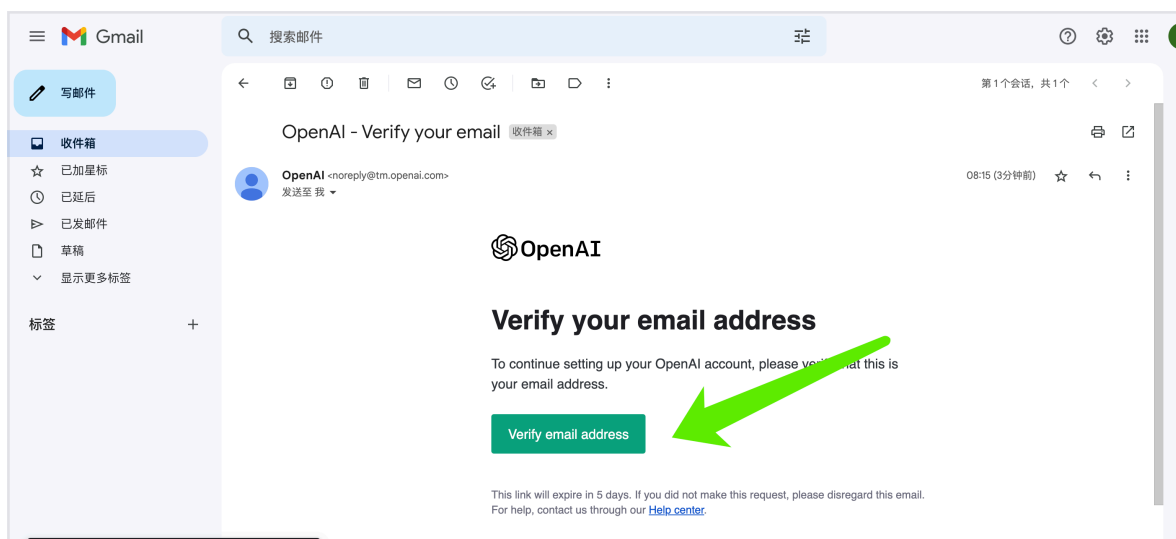 Gmail
搜索邮件
写邮件
第1个会话，共1个
收件箱
OpenAI - Verify your email 收件箱 ×
已加星标
OpenAI <noreply@tm.openai.com>
08:15 (3分钟前)
发送至 我
已延后
已发邮件
草稿
显示更多标签
标签
OpenAI
Verify your email address
To continue setting up your OpenAI account, please that this is
your email address.
Verify email address
This link will expire in 5 days. If you did not make this request, please disregard this email.
For help, contact us through our Help center.